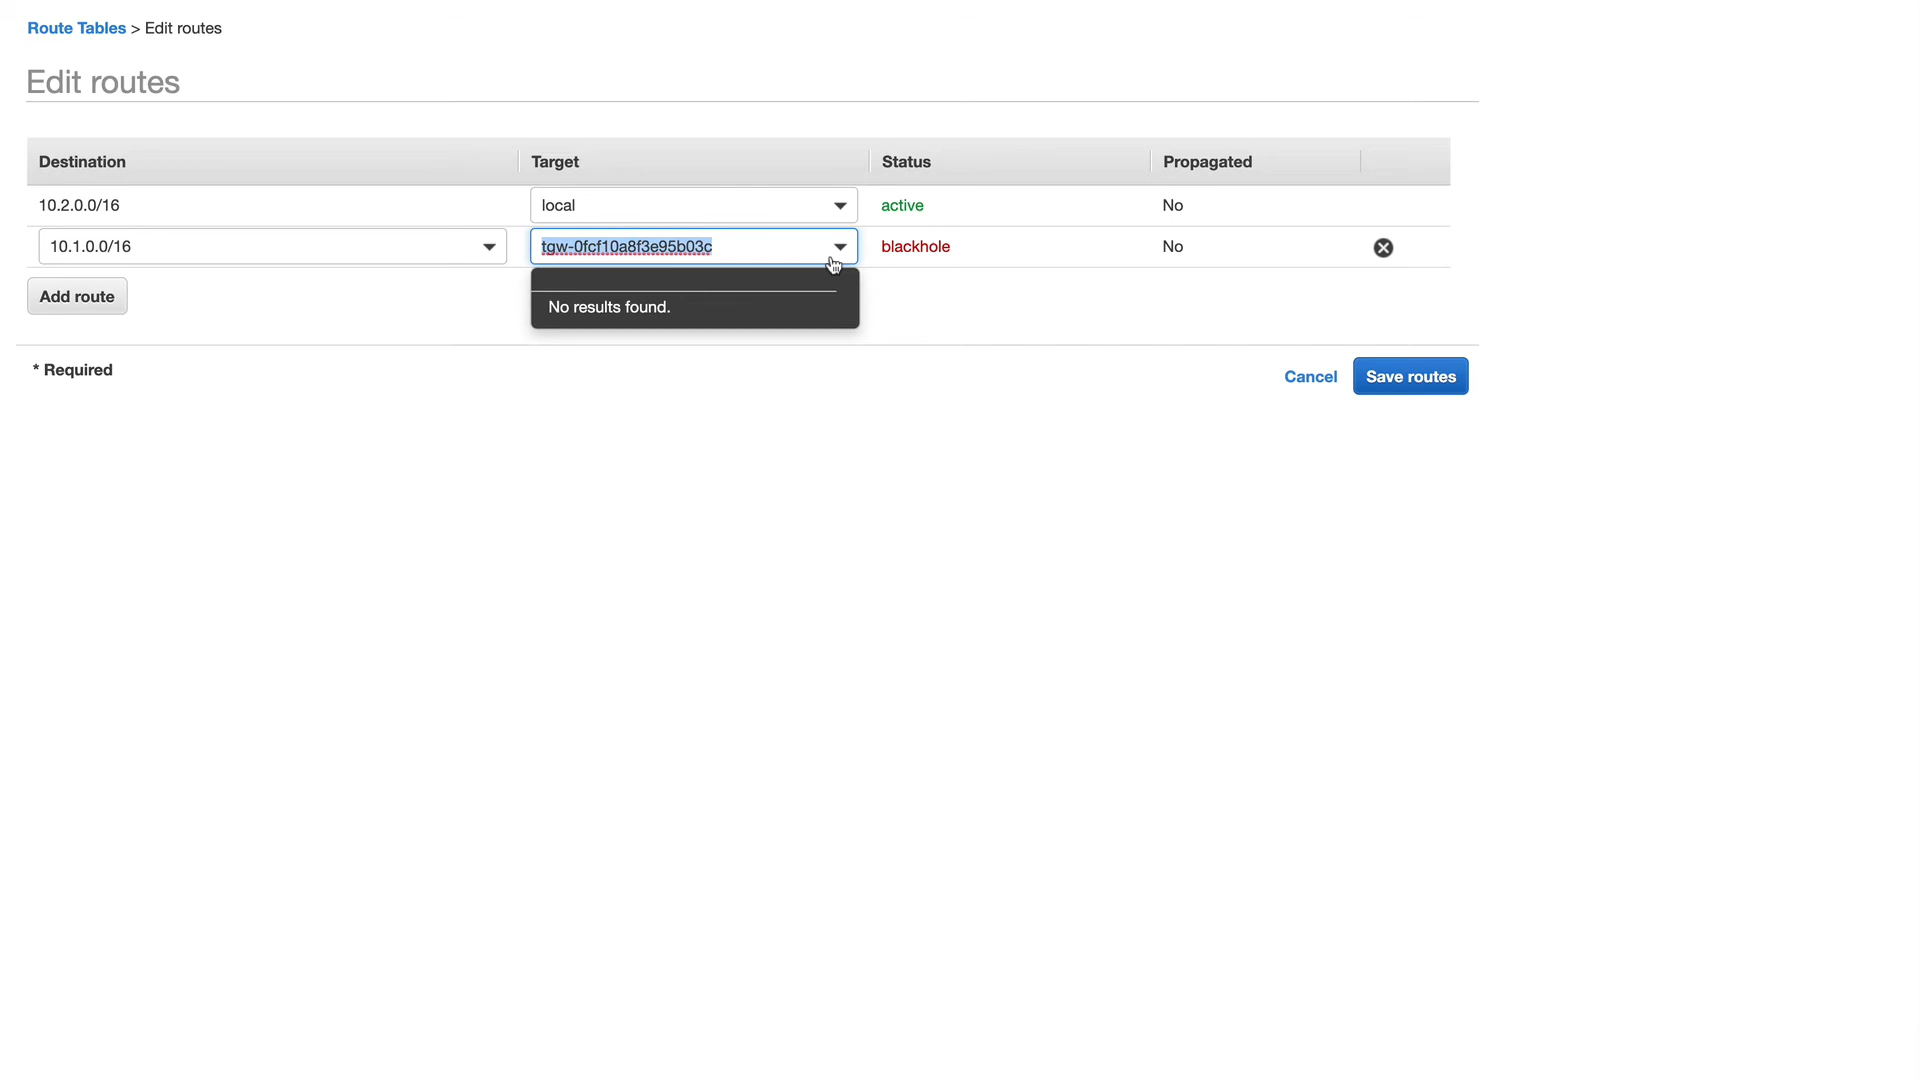 Route Tables > Edit routes
Edit routes
Destination Target Status Propagated
10.2.0.0/16 local active No
10.1.0.0/16 tgw-0fcf10a8f3e95b03c blackhole No
Add route
No results found.
* Required
Cancel Save routes